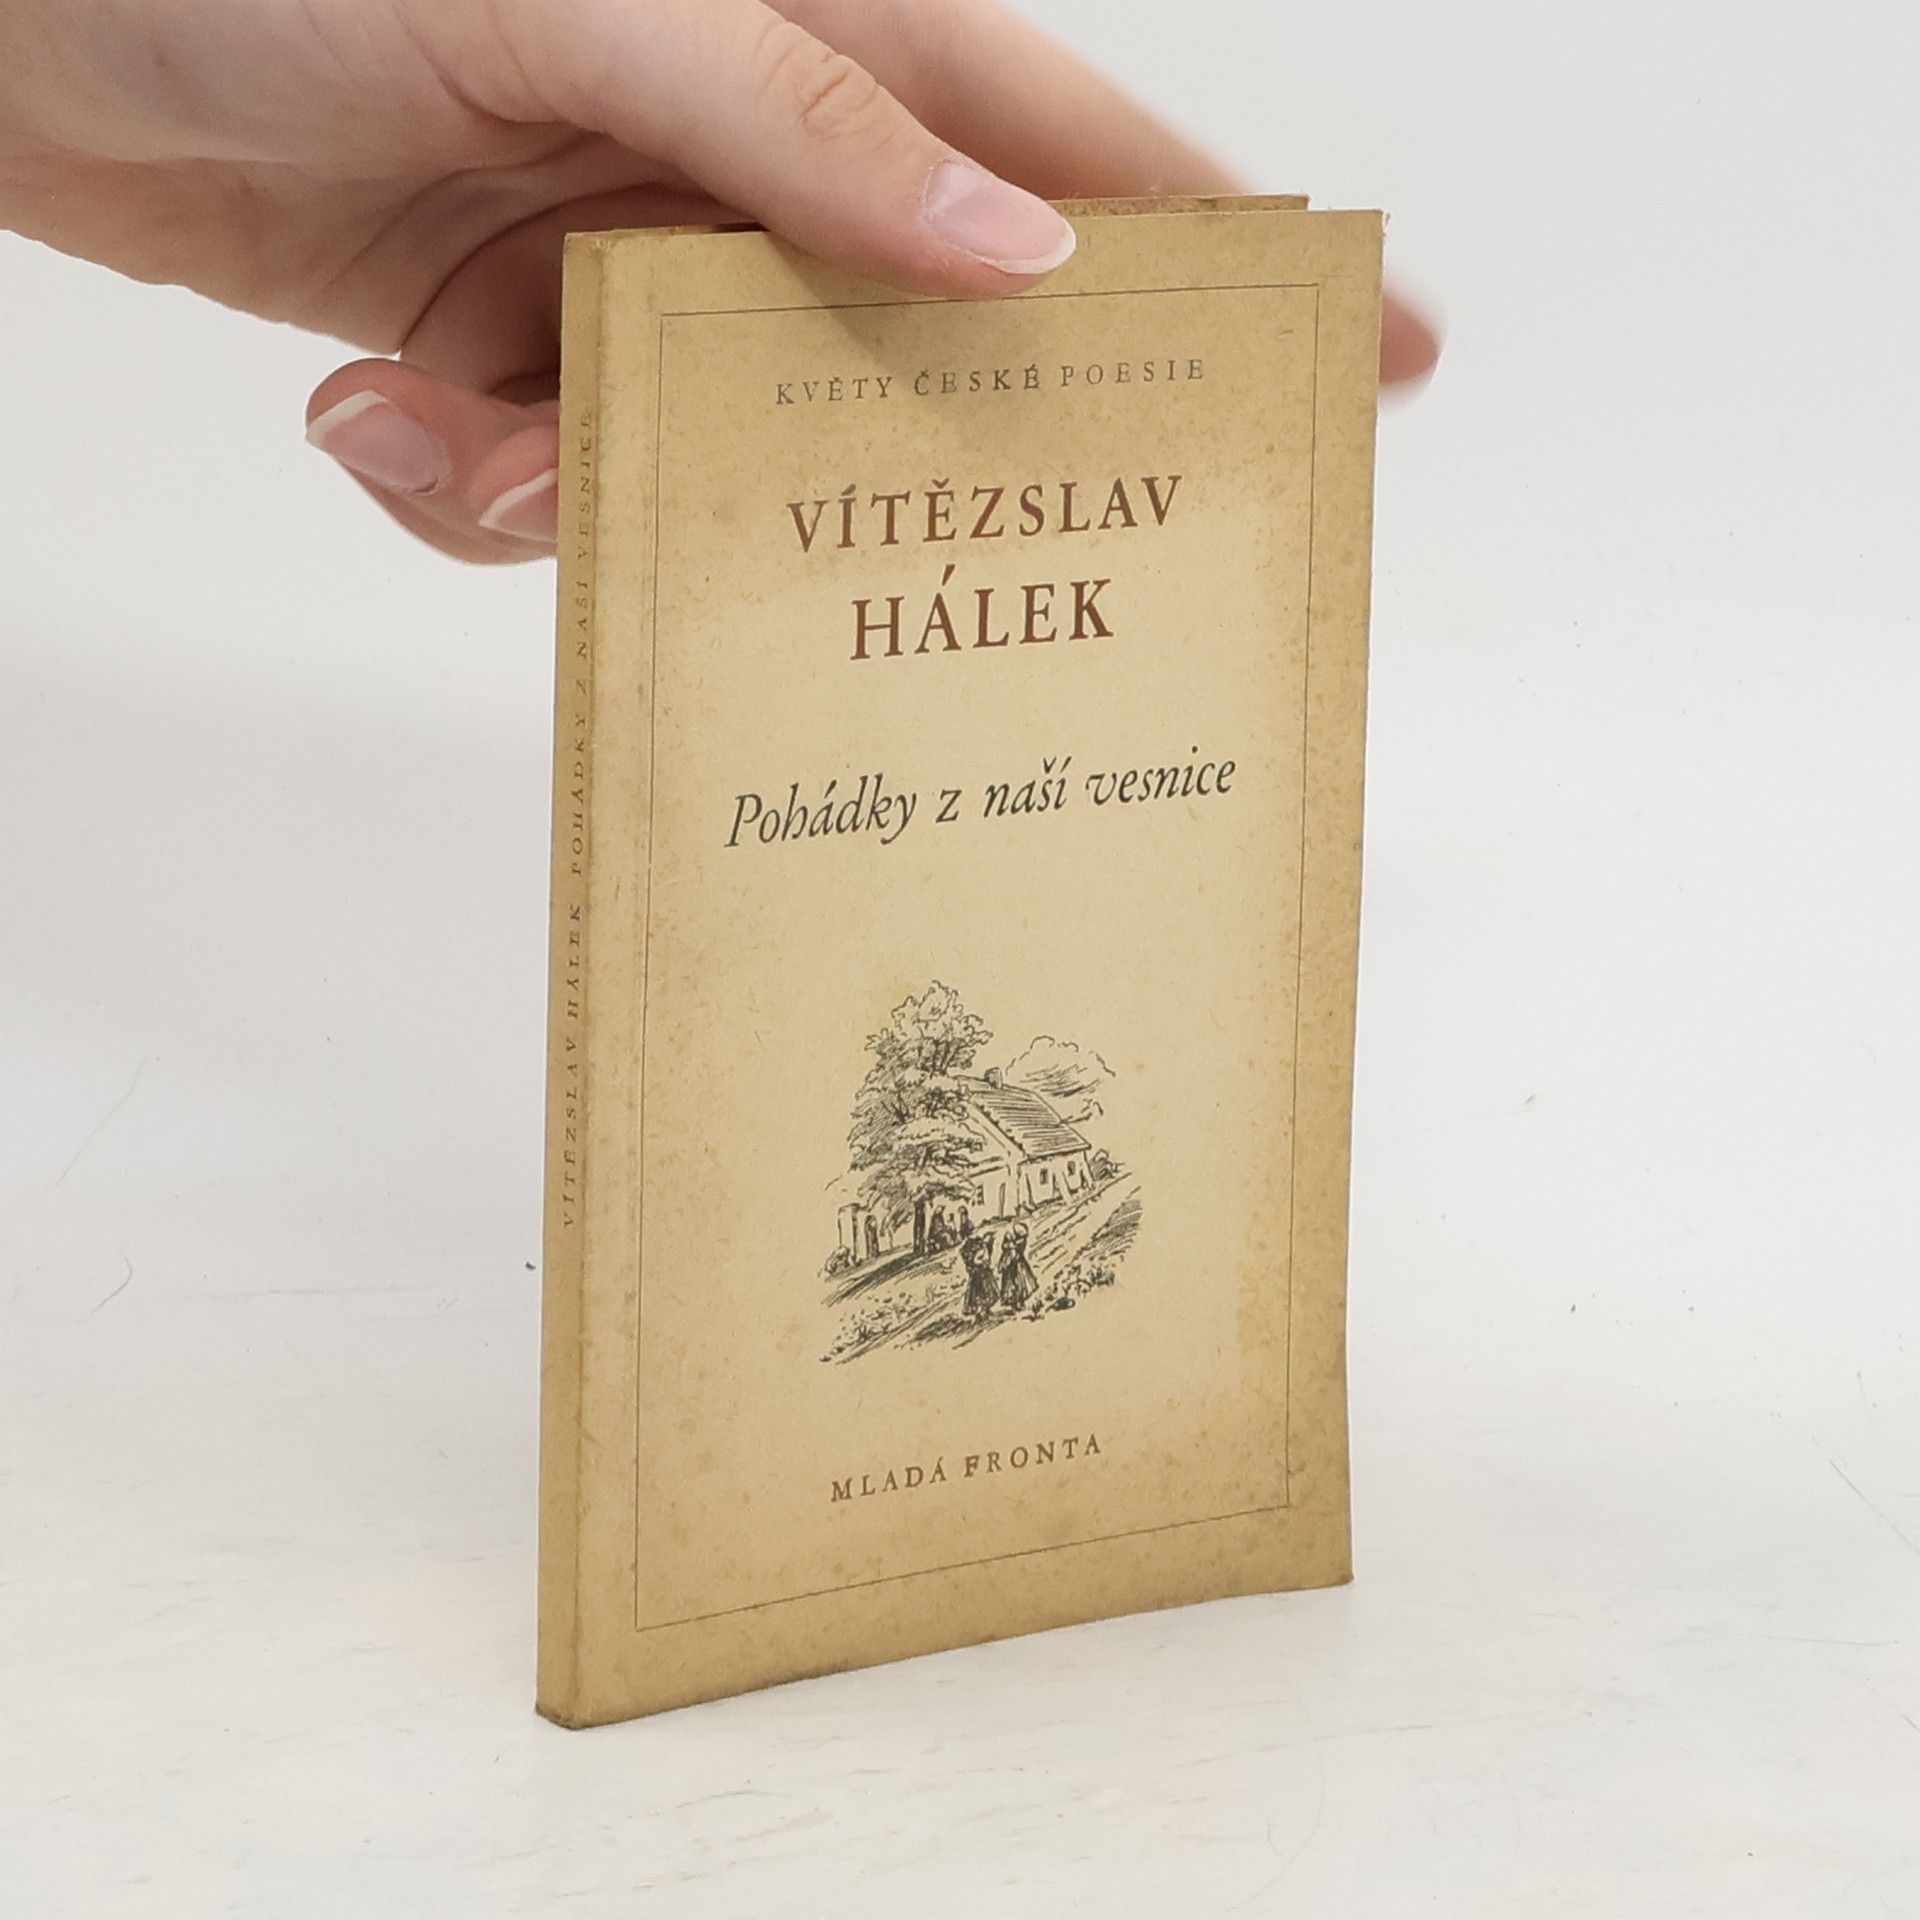 KVĚTY ČESKÉ POESIE
VÍTĚZSLAV
HÁLEK
Pohádky z naší vesnice
MLADÁ FRONTA
VÍTĚZSLAV HÁLEK POHÁDKY Z NAŠÍ VESNICE